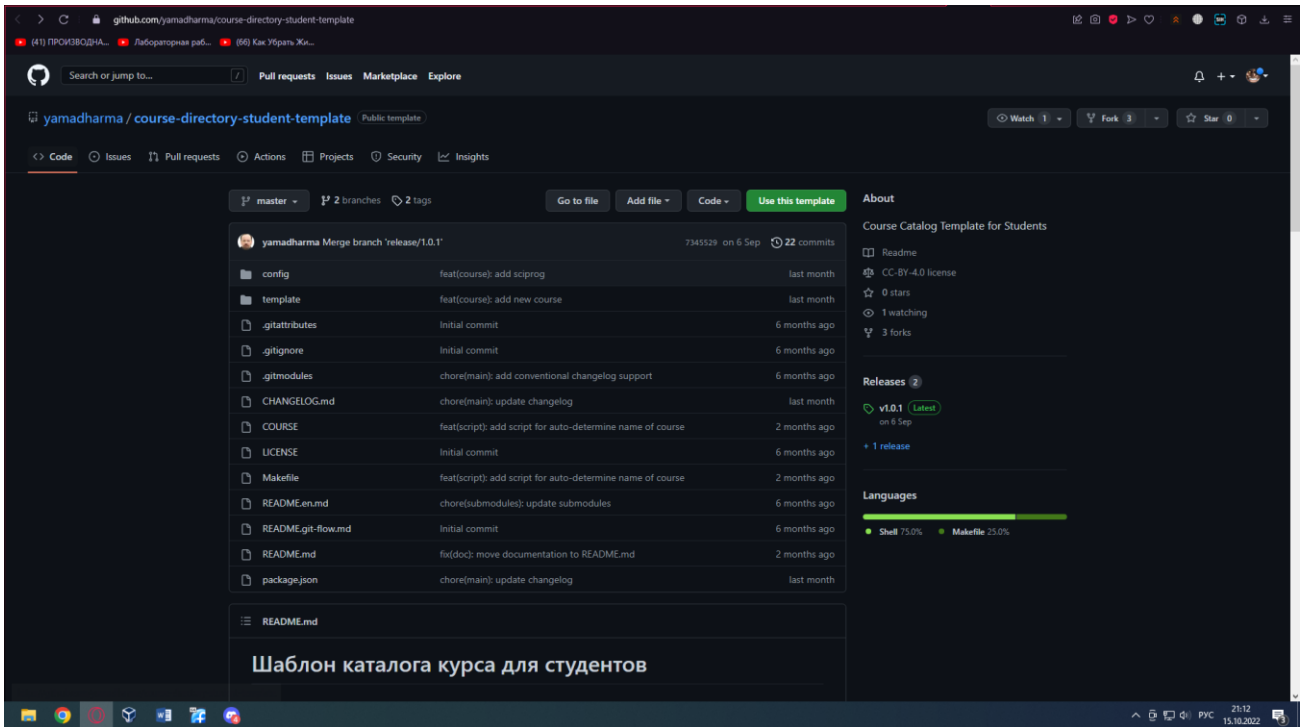 github.com/yamadharma/course-directory-student-template
(41) ПРОИЗВОДНА... Лабораторная раб... (66) Как Убрать Жи...
Search or jump to... / Pull requests Issues Marketplace Explore
yamadharma / course-directory-student-template Public template
Watch 1 Fork 3 Star 0
<> Code Issues Pull requests Actions Projects Security Insights
master 2 branches 2 tags Go to file Add file Code Use this template
yamadharma Merge branch 'release/1.0.1' 7345529 on 6 Sep 22 commits
config feat(course): add sciprog last month
template feat(course): add new course last month
.gitattributes Initial commit 6 months ago
.gitignore Initial commit 6 months ago
.gitmodules chore(main): add conventional changelog support 6 months ago
CHANGELOG.md chore(main): update changelog last month
COURSE feat(script): add script for auto-determine name of course 2 months ago
LICENSE Initial commit 6 months ago
Makefile feat(script): add script for auto-determine name of course 2 months ago
README.en.md chore(submodules): update submodules 6 months ago
README.git-flow.md Initial commit 6 months ago
README.md fix(doc): move documentation to README.md 2 months ago
package.json chore(main): update changelog last month
README.md
Шаблон каталога курса для студентов
About
Course Catalog Template for Students
Readme
CC-BY-4.0 license
0 stars
1 watching
3 forks
Releases 2
v1.0.1 Latest
on 6 Sep
+ 1 release
Languages
Shell 75.0% Makefile 25.0%
РУС 21:12
15.10.2022